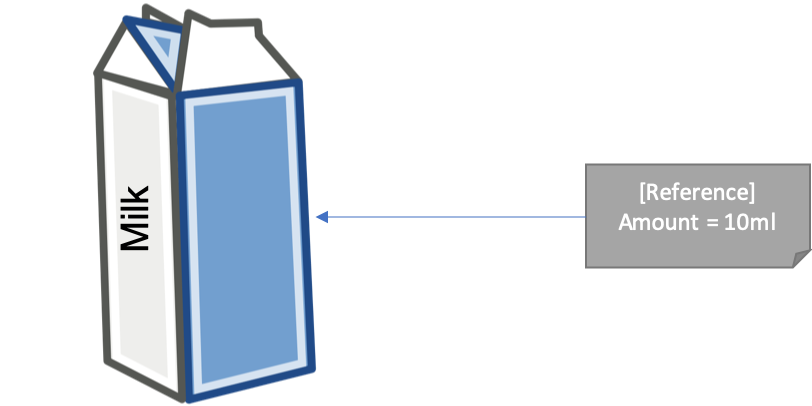 Milk
[Reference]
Amount = 10ml